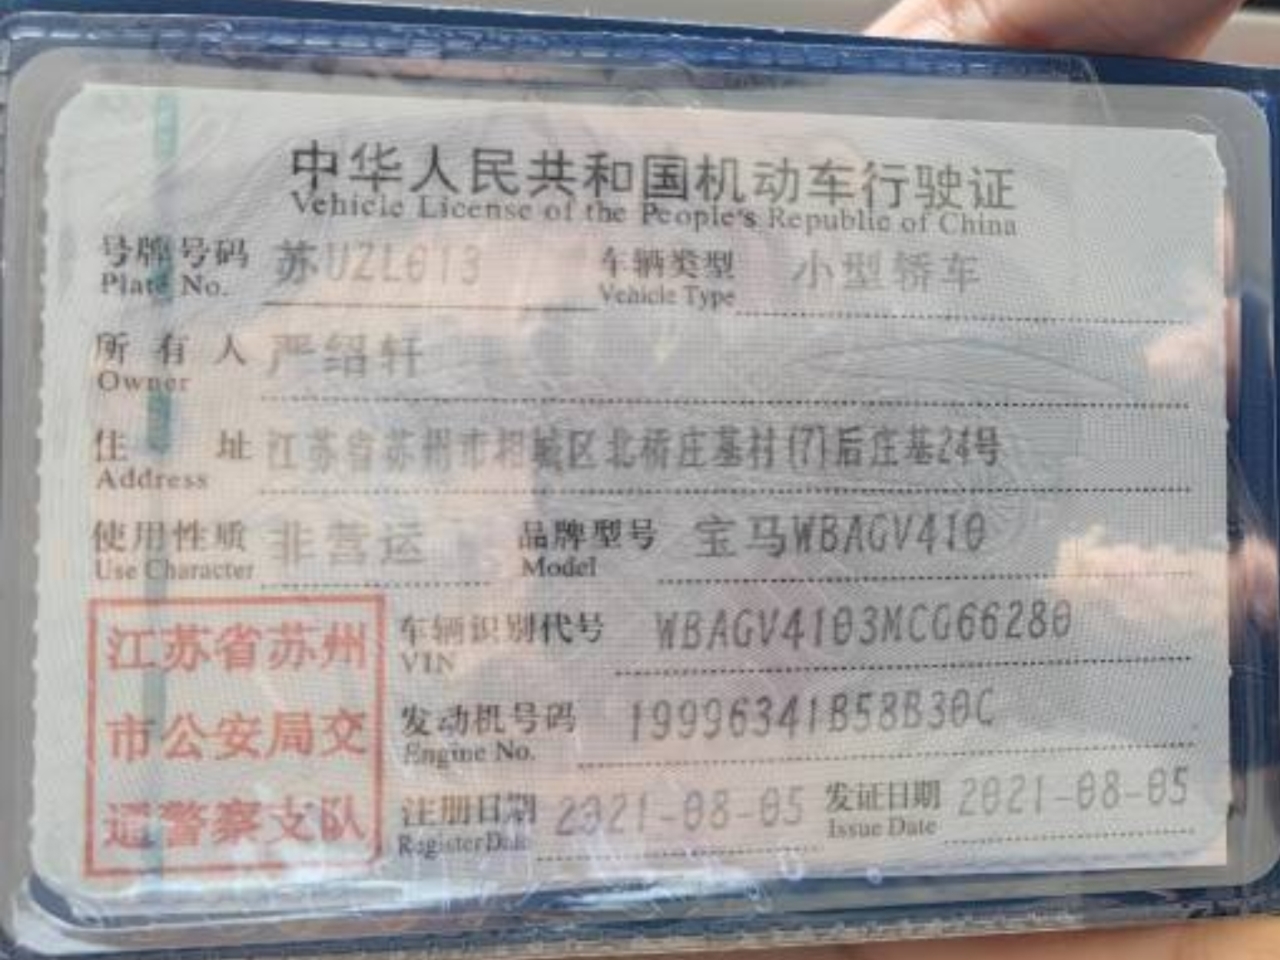 中华人民共和国机动车行驶证
Vehicle License of the People's Republic of China
号牌号码 苏UZL013 车辆类型 小型轿车
Plate No. Vehicle Type
所有人 严绍轩
Owner
住址 江苏省苏州市相城区北桥庄基村(7)后庄基24号
Address
使用性质 非营运 品牌型号 宝马WBAGV410
Use Character Model
江苏省苏州
市公安局交
通警察支队
车辆识别代号 WBAGV4103MCG66280
VIN
发动机号码 19996341B58B30C
Engine No.
注册日期 2021-08-05 发证日期 2021-08-05
Register Date Issue Date